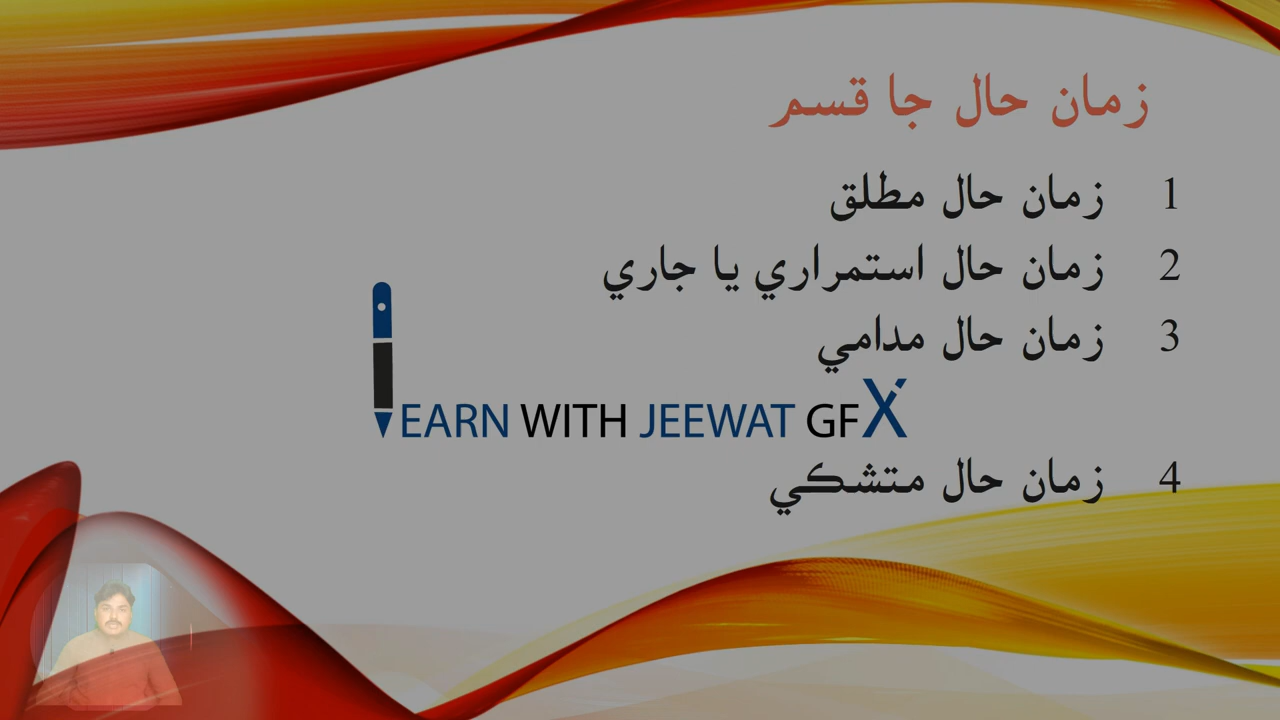 زمان حال جا قسم
1 زمان حال مطلق
2 زمان حال استمراري يا جاري
3 زمان حال مدامي
LEARN WITH JEEWAT GFX
4 زمان حال متشڪي